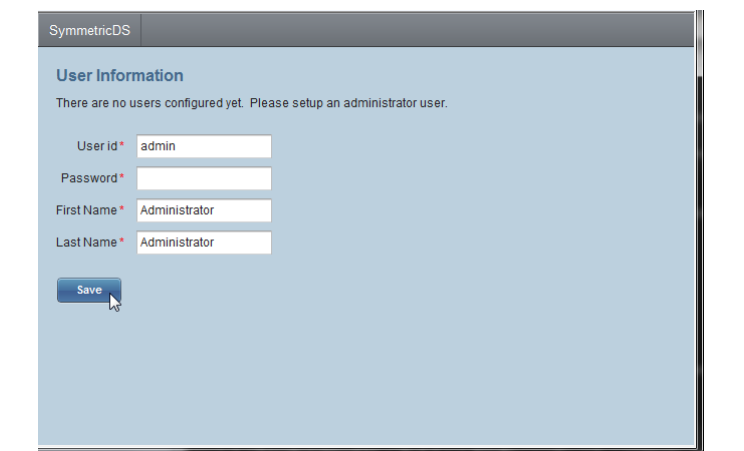 SymmetricDS
User Information
There are no users configured yet. Please setup an administrator user.
User id * admin
Password *
First Name * Administrator
Last Name * Administrator
Save